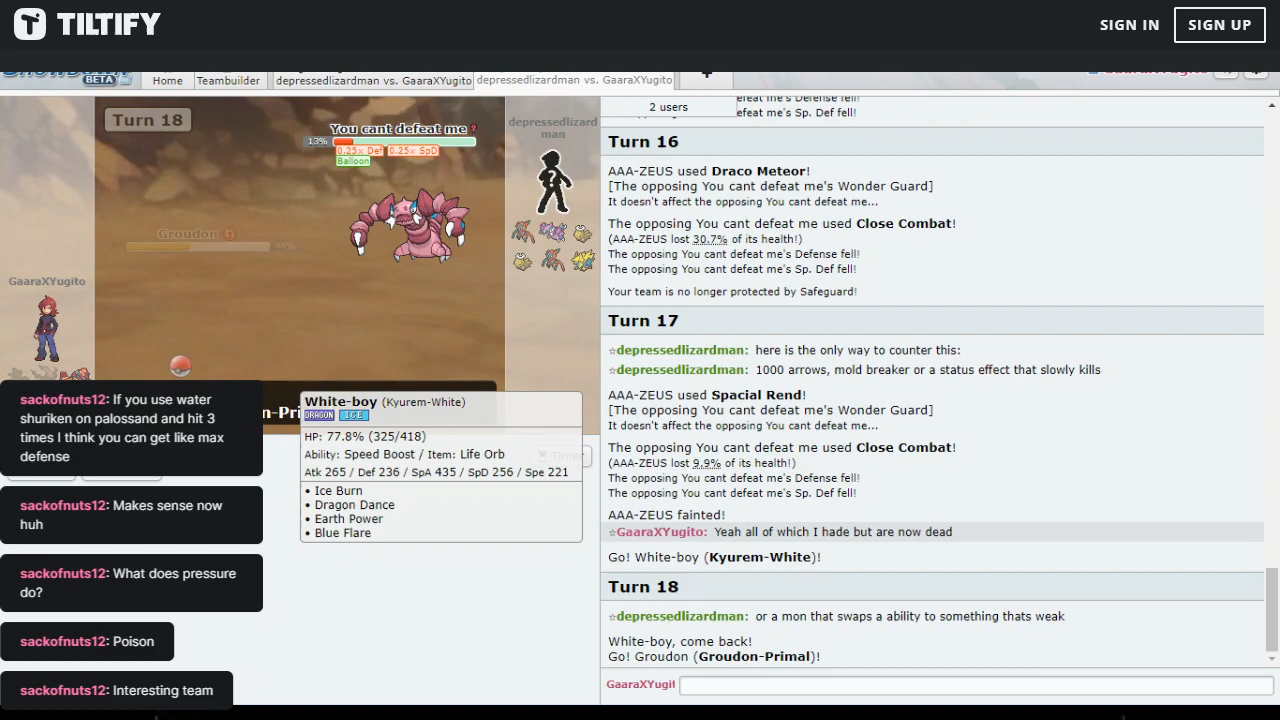 TILTIFY
SIGN IN
SIGN UP
BETA
Home
Teambuilder
depressedlizardman vs. GaaraXYugito
depressedlizardman vs. GaaraXYugito
Turn 18
You cant defeat me
13%
0.25x Def
0.25x SpD
Balloon
Groudon
GaaraXYugito
depressedlizard
man
sackofnuts12: If you use water
shuriken on palossand and hit 3
times I think you can get like max
defense
sackofnuts12: Makes sense now
huh
sackofnuts12: What does pressure
do?
sackofnuts12: Poison
sackofnuts12: Interesting team
White-boy (Kyurem-White)
DRAGON ICE
HP: 77.8% (325/418)
Ability: Speed Boost / Item: Life Orb
Atk 265 / Def 236 / SpA 435 / SpD 256 / Spe 221
• Ice Burn
• Dragon Dance
• Earth Power
• Blue Flare
Timer
2 users
efeat me's Defense fell!
efeat me's Sp. Def fell!
Turn 16
AAA-ZEUS used Draco Meteor!
[The opposing You cant defeat me's Wonder Guard]
It doesn't affect the opposing You cant defeat me...
The opposing You cant defeat me used Close Combat!
(AAA-ZEUS lost 30.7% of its health!)
The opposing You cant defeat me's Defense fell!
The opposing You cant defeat me's Sp. Def fell!
Your team is no longer protected by Safeguard!
Turn 17
☆depressedlizardman: here is the only way to counter this:
☆depressedlizardman: 1000 arrows, mold breaker or a status effect that slowly kills
AAA-ZEUS used Spacial Rend!
[The opposing You cant defeat me's Wonder Guard]
It doesn't affect the opposing You cant defeat me...
The opposing You cant defeat me used Close Combat!
(AAA-ZEUS lost 9.9% of its health!)
The opposing You cant defeat me's Defense fell!
The opposing You cant defeat me's Sp. Def fell!
AAA-ZEUS fainted!
☆GaaraXYugito: Yeah all of which I hade but are now dead
Go! White-boy (Kyurem-White)!
Turn 18
☆depressedlizardman: or a mon that swaps a ability to something thats weak
White-boy, come back!
Go! Groudon (Groudon-Primal)!
GaaraXYugit